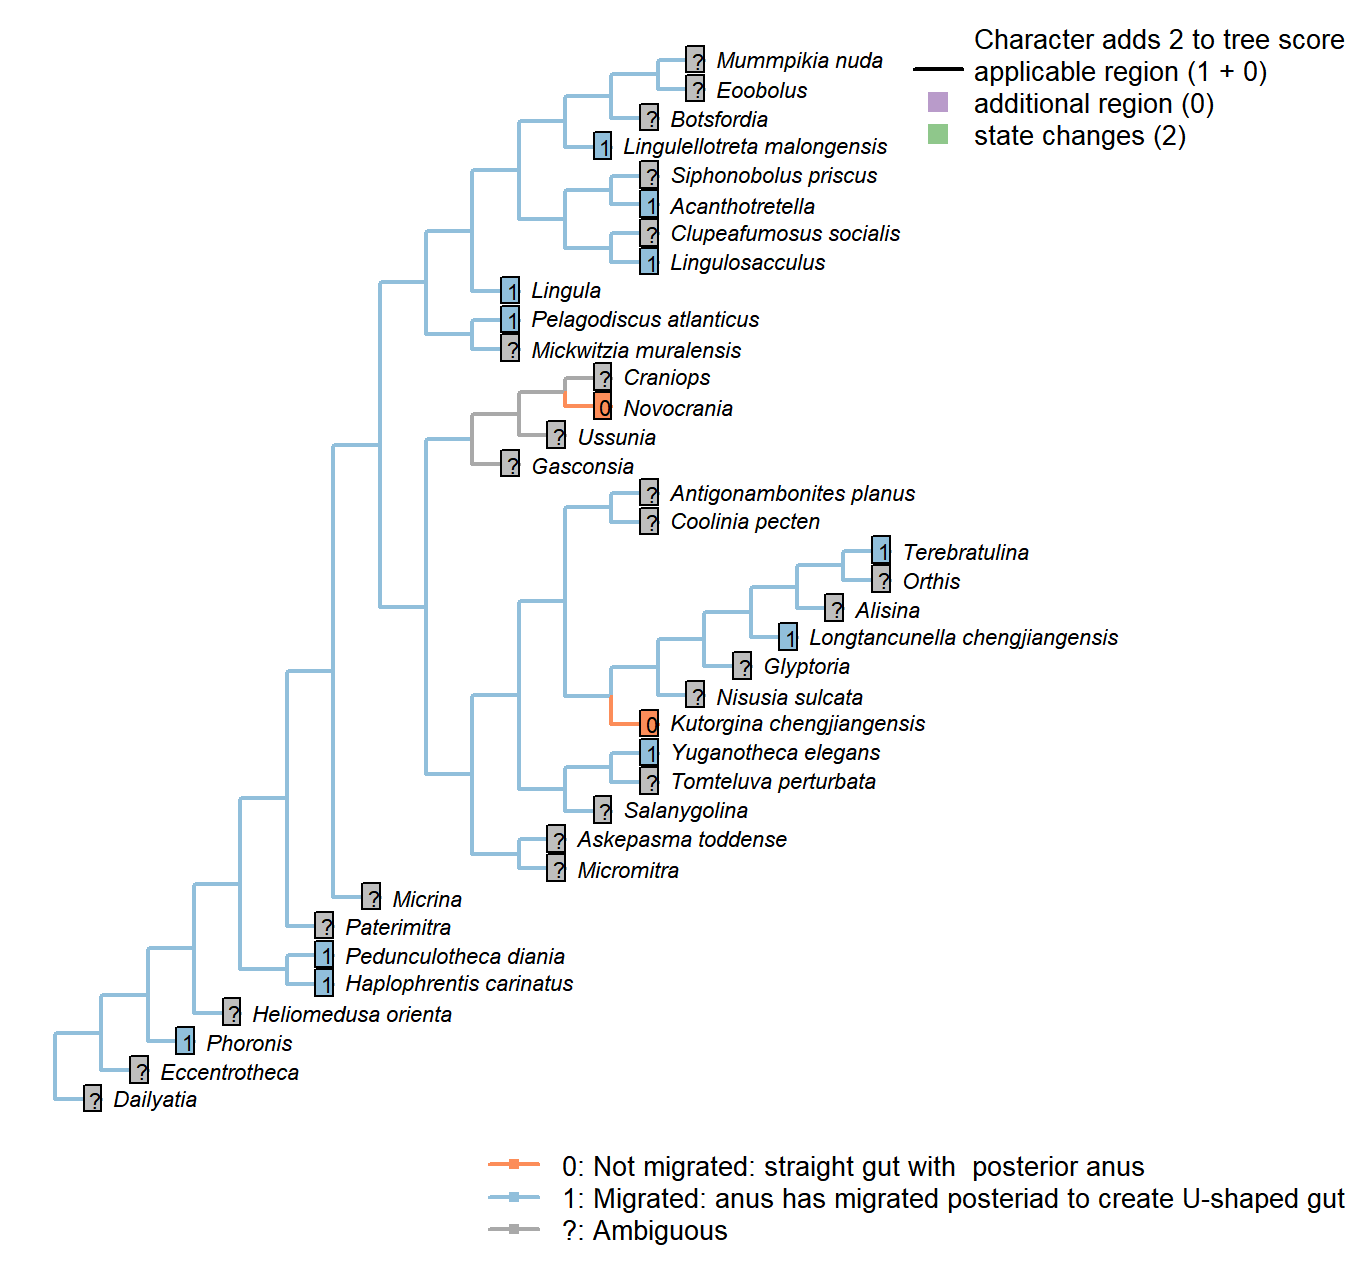 Character adds 2 to tree score
applicable region (1 + 0)
additional region (0)
state changes (2)
? Mummpikia nuda
? Eoobolus
? Botsfordia
1 Lingulellotreta malongensis
? Siphonobolus priscus
1 Acanthotretella
? Clupeafumosus socialis
1 Lingulosacculus
1 Lingula
1 Pelagodiscus atlanticus
? Mickwitzia muralensis
? Craniops
0 Novocrania
? Ussunia
? Gasconsia
? Antigonambonites planus
? Coolinia pecten
1 Terebratulina
? Orthis
? Alisina
1 Longtancunella chengjiangensis
? Glyptoria
? Nisusia sulcata
0 Kutorgina chengjiangensis
1 Yuganotheca elegans
? Tomteluva perturbata
? Salanygolina
? Askepasma toddense
? Micromitra
? Micrina
? Paterimitra
1 Pedunculotheca diania
1 Haplophrentis carinatus
? Heliomedusa orienta
1 Phoronis
? Eccentrotheca
? Dailyatia
0: Not migrated: straight gut with  posterior anus
1: Migrated: anus has migrated posteriad to create U-shaped gut
?: Ambiguous